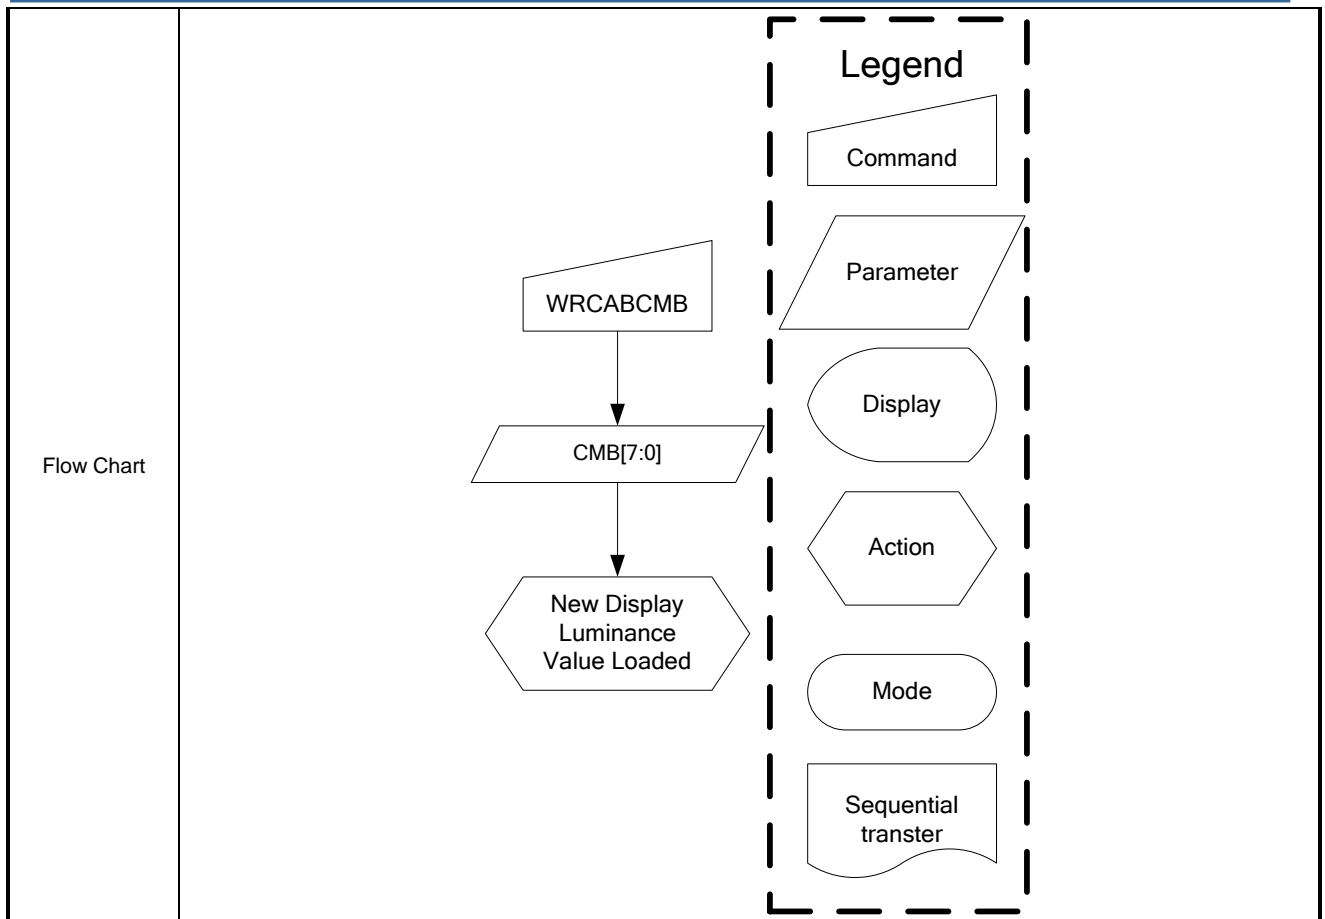 Flow Chart
WRCABCMB
CMB[7:0]
New Display
Luminance
Value Loaded
Legend
Command
Parameter
Display
Action
Mode
Sequential
transter